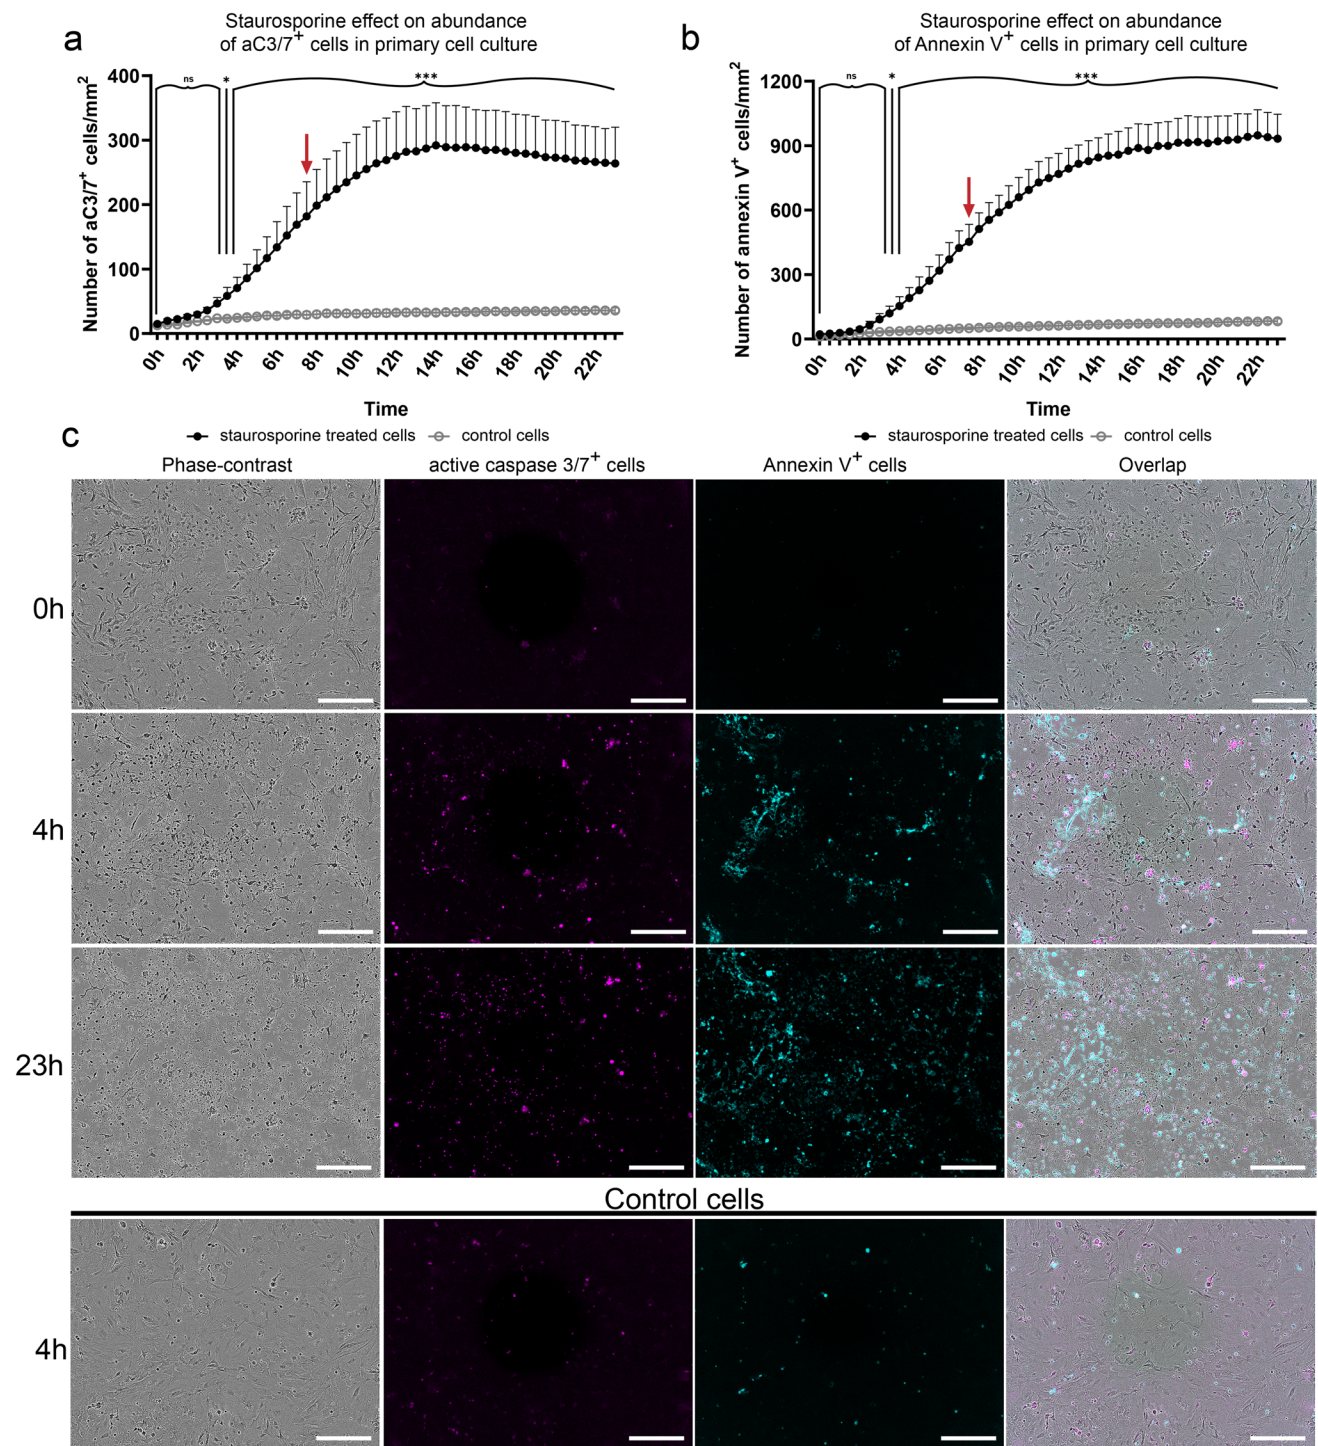 a
Staurosporine effect on abundance
of aC3/7+ cells in primary cell culture
Number of aC3/7+ cells/mm2
400
300
200
100
0
ns
*
***
0h
2h
4h
6h
8h
10h
12h
14h
16h
18h
20h
22h
Time
staurosporine treated cells
control cells
b
Staurosporine effect on abundance
of Annexin V+ cells in primary cell culture
Number of annexin V+ cells/mm2
1200
900
600
300
0
ns
*
***
0h
2h
4h
6h
8h
10h
12h
14h
16h
18h
20h
22h
Time
staurosporine treated cells
control cells
c
Phase-contrast
active caspase 3/7+ cells
Annexin V+ cells
Overlap
0h
4h
23h
Control cells
4h